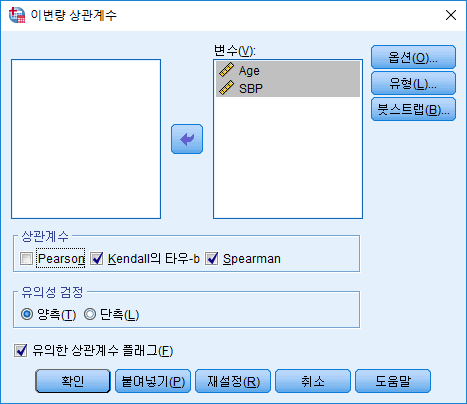 이변량 상관계수
변수(V):
Age
SBP
옵션(O)...
유형(L)...
붓스트랩(B)...
상관계수
Pearson Kendall의 타우-b Spearman
유의성 검정
양측(T) 단측(L)
유의한 상관계수 플래그(F)
확인 붙여넣기(P) 재설정(R) 취소 도움말